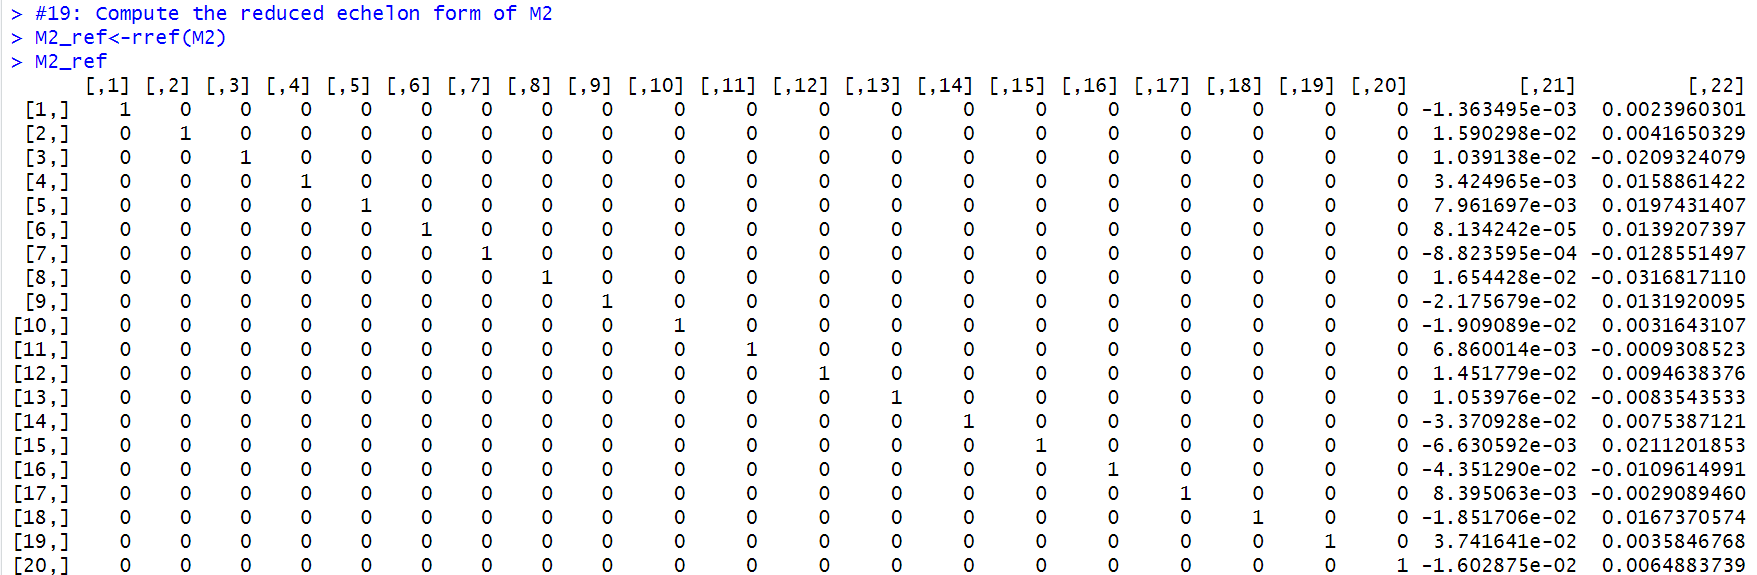 > #19: Compute the reduced echelon form of M2
> M2_ref<-rref(M2)
> M2_ref
      [,1] [,2] [,3] [,4] [,5] [,6] [,7] [,8] [,9] [,10] [,11] [,12] [,13] [,14] [,15] [,16] [,17] [,18] [,19] [,20]         [,21]         [,22]
 [1,]    1    0    0    0    0    0    0    0    0     0     0     0     0     0     0     0     0     0     0     0 -1.363495e-03  0.0023960301
 [2,]    0    1    0    0    0    0    0    0    0     0     0     0     0     0     0     0     0     0     0     0  1.590298e-02  0.0041650329
 [3,]    0    0    1    0    0    0    0    0    0     0     0     0     0     0     0     0     0     0     0     0  1.039138e-02 -0.0209324079
 [4,]    0    0    0    1    0    0    0    0    0     0     0     0     0     0     0     0     0     0     0     0  3.424965e-03  0.0158861422
 [5,]    0    0    0    0    1    0    0    0    0     0     0     0     0     0     0     0     0     0     0     0  7.961697e-03  0.0197431407
 [6,]    0    0    0    0    0    1    0    0    0     0     0     0     0     0     0     0     0     0     0     0  8.134242e-05  0.0139207397
 [7,]    0    0    0    0    0    0    1    0    0     0     0     0     0     0     0     0     0     0     0     0 -8.823595e-04 -0.0128551497
 [8,]    0    0    0    0    0    0    0    1    0     0     0     0     0     0     0     0     0     0     0     0  1.654428e-02 -0.0316817110
 [9,]    0    0    0    0    0    0    0    0    1     0     0     0     0     0     0     0     0     0     0     0 -2.175679e-02  0.0131920095
[10,]    0    0    0    0    0    0    0    0    0     1     0     0     0     0     0     0     0     0     0     0 -1.909089e-02  0.0031643107
[11,]    0    0    0    0    0    0    0    0    0     0     1     0     0     0     0     0     0     0     0     0  6.860014e-03 -0.0009308523
[12,]    0    0    0    0    0    0    0    0    0     0     0     1     0     0     0     0     0     0     0     0  1.451779e-02  0.0094638376
[13,]    0    0    0    0    0    0    0    0    0     0     0     0     1     0     0     0     0     0     0     0  1.053976e-02 -0.0083543533
[14,]    0    0    0    0    0    0    0    0    0     0     0     0     0     1     0     0     0     0     0     0 -3.370928e-02  0.0075387121
[15,]    0    0    0    0    0    0    0    0    0     0     0     0     0     0     1     0     0     0     0     0 -6.630592e-03  0.0211201853
[16,]    0    0    0    0    0    0    0    0    0     0     0     0     0     0     0     1     0     0     0     0 -4.351290e-02 -0.0109614991
[17,]    0    0    0    0    0    0    0    0    0     0     0     0     0     0     0     0     1     0     0     0  8.395063e-03 -0.0029089460
[18,]    0    0    0    0    0    0    0    0    0     0     0     0     0     0     0     0     0     1     0     0 -1.851706e-02  0.0167370574
[19,]    0    0    0    0    0    0    0    0    0     0     0     0     0     0     0     0     0     0     1     0  3.741641e-02  0.0035846768
[20,]    0    0    0    0    0    0    0    0    0     0     0     0     0     0     0     0     0     0     0     1 -1.602875e-02  0.0064883739